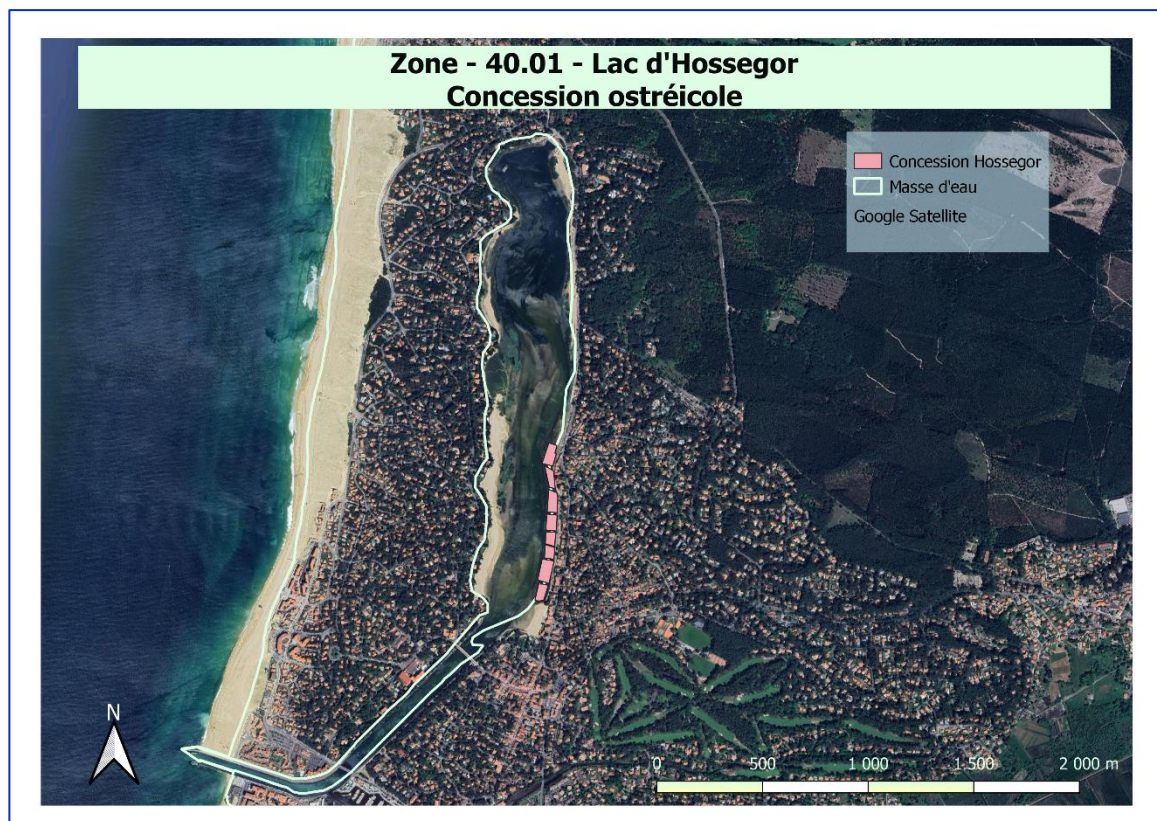 Zone - 40.01 - Lac d'Hossegor
Concession ostréicole
Concession Hossegor
Masse d'eau
Google Satellite
N
0 500 1 000 1.500 2 000 m